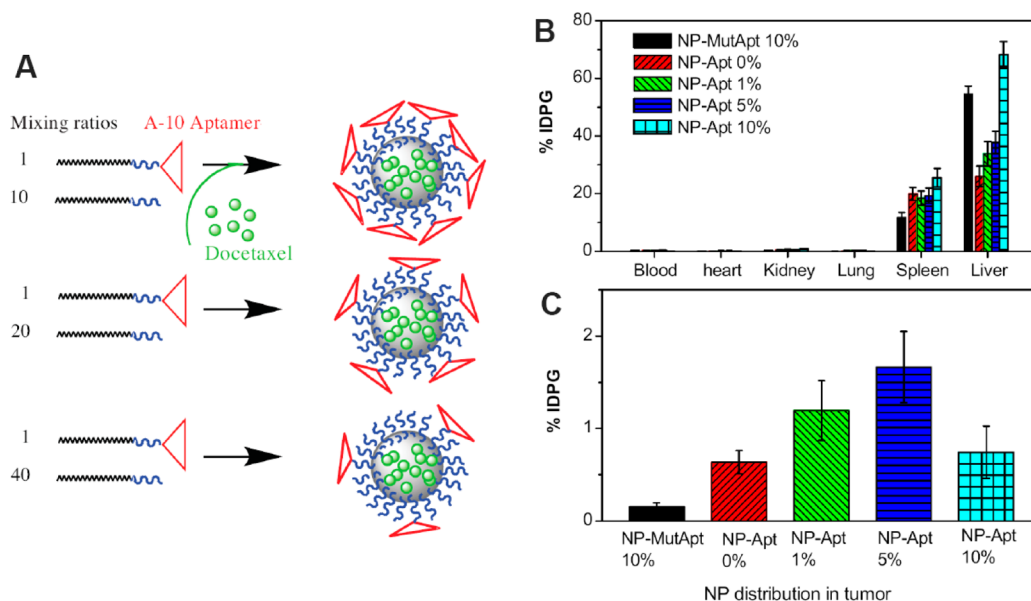 A
Mixing ratios A-10 Aptamer
1
10
Docetaxel
1
20
1
40
B
% IDPG
80
60
40
20
0
NP-MutApt 10%
NP-Apt 0%
NP-Apt 1%
NP-Apt 5%
NP-Apt 10%
Blood heart Kidney Lung Spleen Liver
C
% IDPG
2
1
0
NP-MutApt NP-Apt NP-Apt NP-Apt NP-Apt
10% 0% 1% 5% 10%
NP distribution in tumor